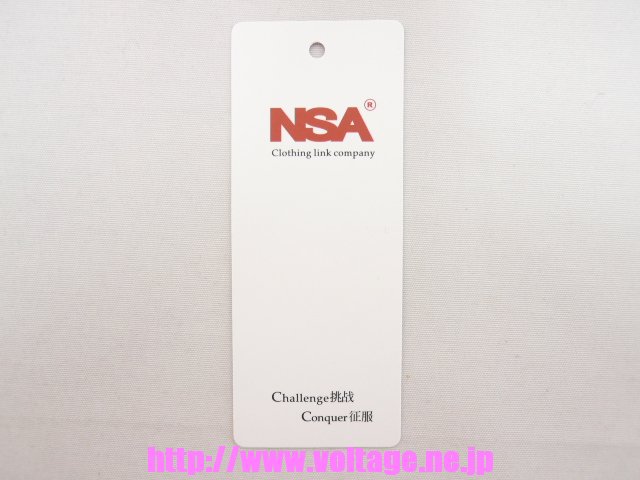 NSA®
Clothing link company
Challenge挑战
Conquer征服
http://www.voltage.ne.jp